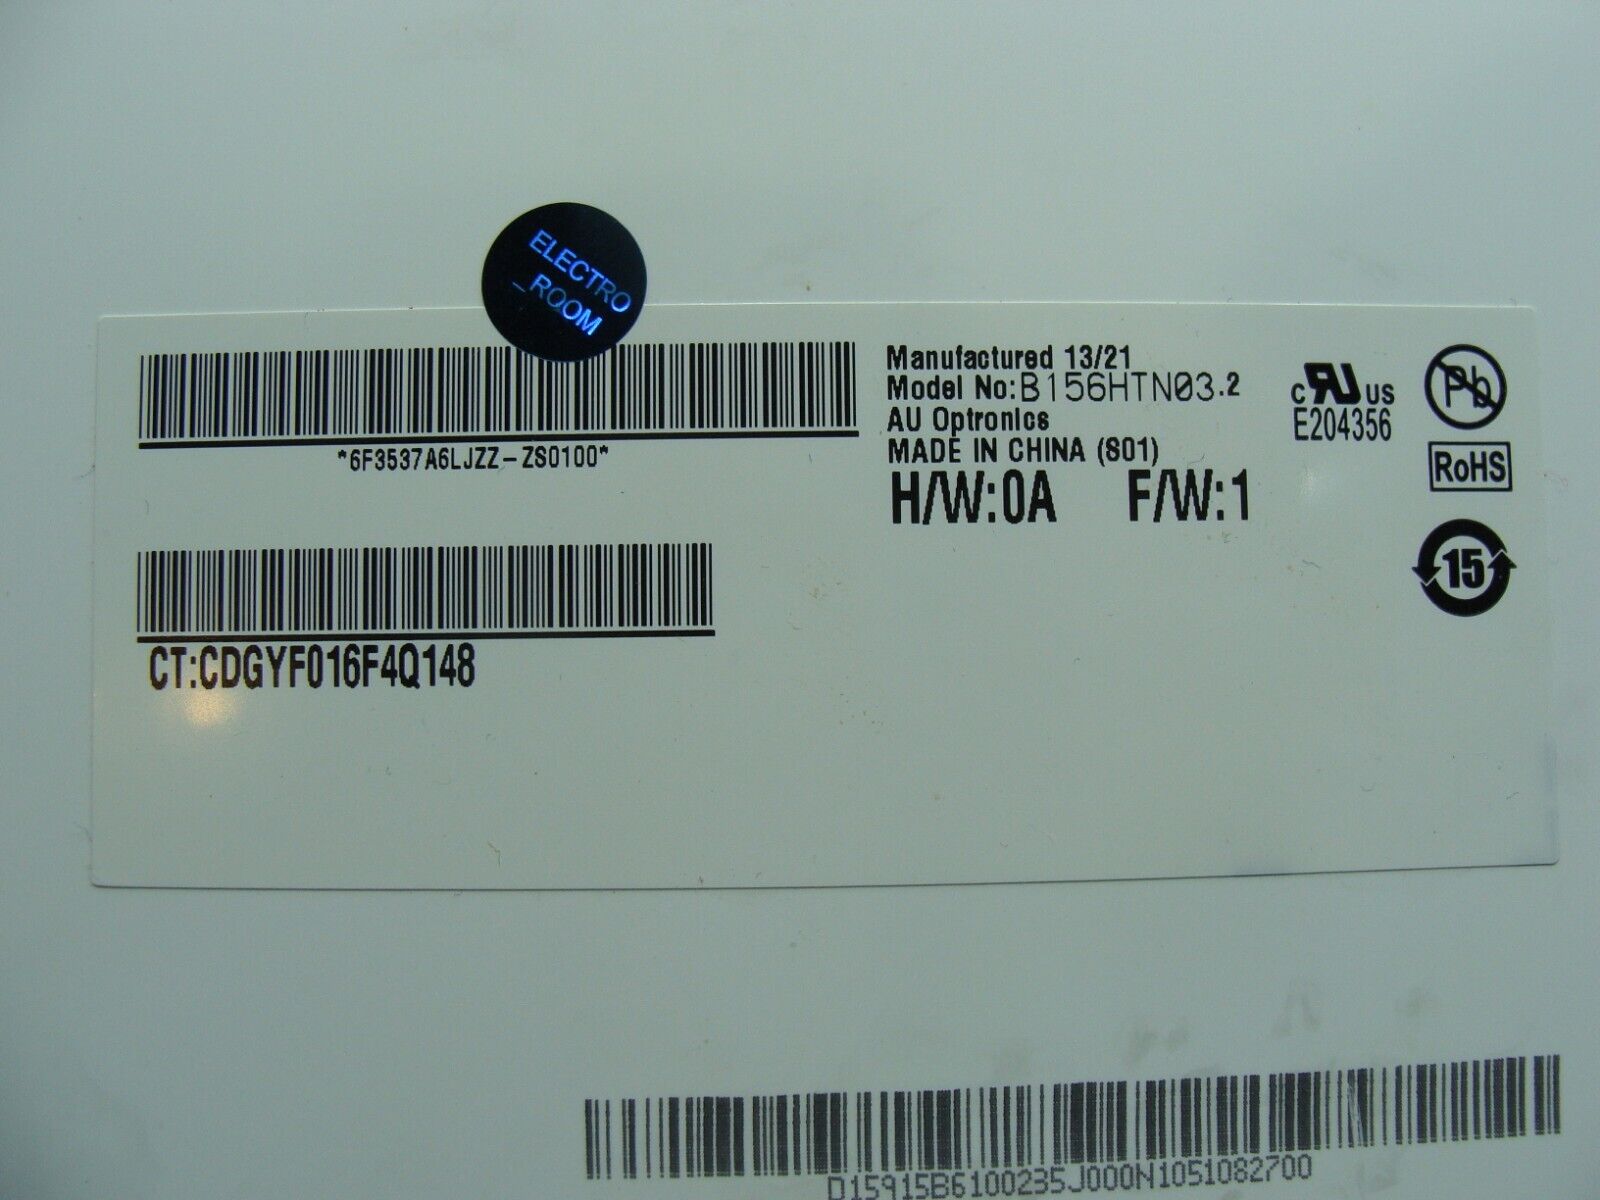 ELECTRO
_ROOM
*6F3537A6LJZZ-ZS0100*
Manufactured 13/21
Model No:B156HTN03.2
AU Optronics
MADE IN CHINA (S01)
H/W:0A F/W:1
c RU US
E204356
Pb
RoHS
15
CT:CDGYF016F4Q148
D15915B6100235J000N1051082700